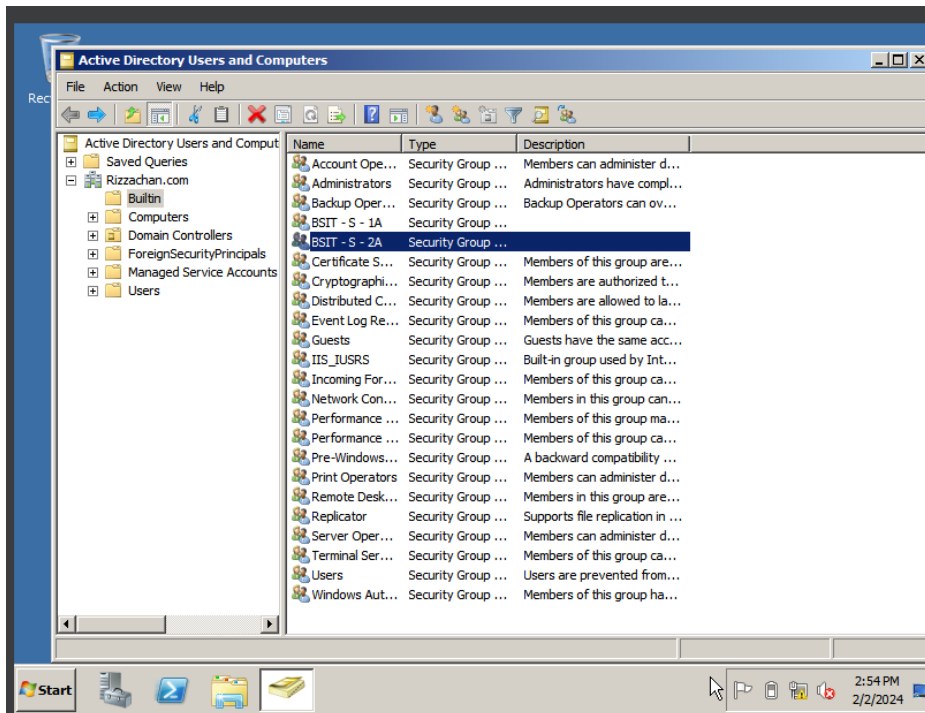 Rec
Active Directory Users and Computers
File Action View Help
Active Directory Users and Comput
Saved Queries
Rizzachan.com
Builtin
Computers
Domain Controllers
ForeignSecurityPrincipals
Managed Service Accounts
Users
Name Type Description
Account Ope... Security Group ... Members can administer d...
Administrators Security Group ... Administrators have compl...
Backup Oper... Security Group ... Backup Operators can ov...
BSIT - S - 1A Security Group ...
BSIT - S - 2A Security Group ...
Certificate S... Security Group ... Members of this group are...
Cryptographi... Security Group ... Members are authorized t...
Distributed C... Security Group ... Members are allowed to la...
Event Log Re... Security Group ... Members of this group ca...
Guests Security Group ... Guests have the same acc...
IIS_IUSRS Security Group ... Built-in group used by Int...
Incoming For... Security Group ... Members of this group ca...
Network Con... Security Group ... Members in this group can...
Performance ... Security Group ... Members of this group ma...
Performance ... Security Group ... Members of this group ca...
Pre-Windows... Security Group ... A backward compatibility ...
Print Operators Security Group ... Members can administer d...
Remote Desk... Security Group ... Members in this group are...
Replicator Security Group ... Supports file replication in ...
Server Oper... Security Group ... Members can administer d...
Terminal Ser... Security Group ... Members of this group ca...
Users Security Group ... Users are prevented from...
Windows Aut... Security Group ... Members of this group ha...
Start
2:54 PM
2/2/2024